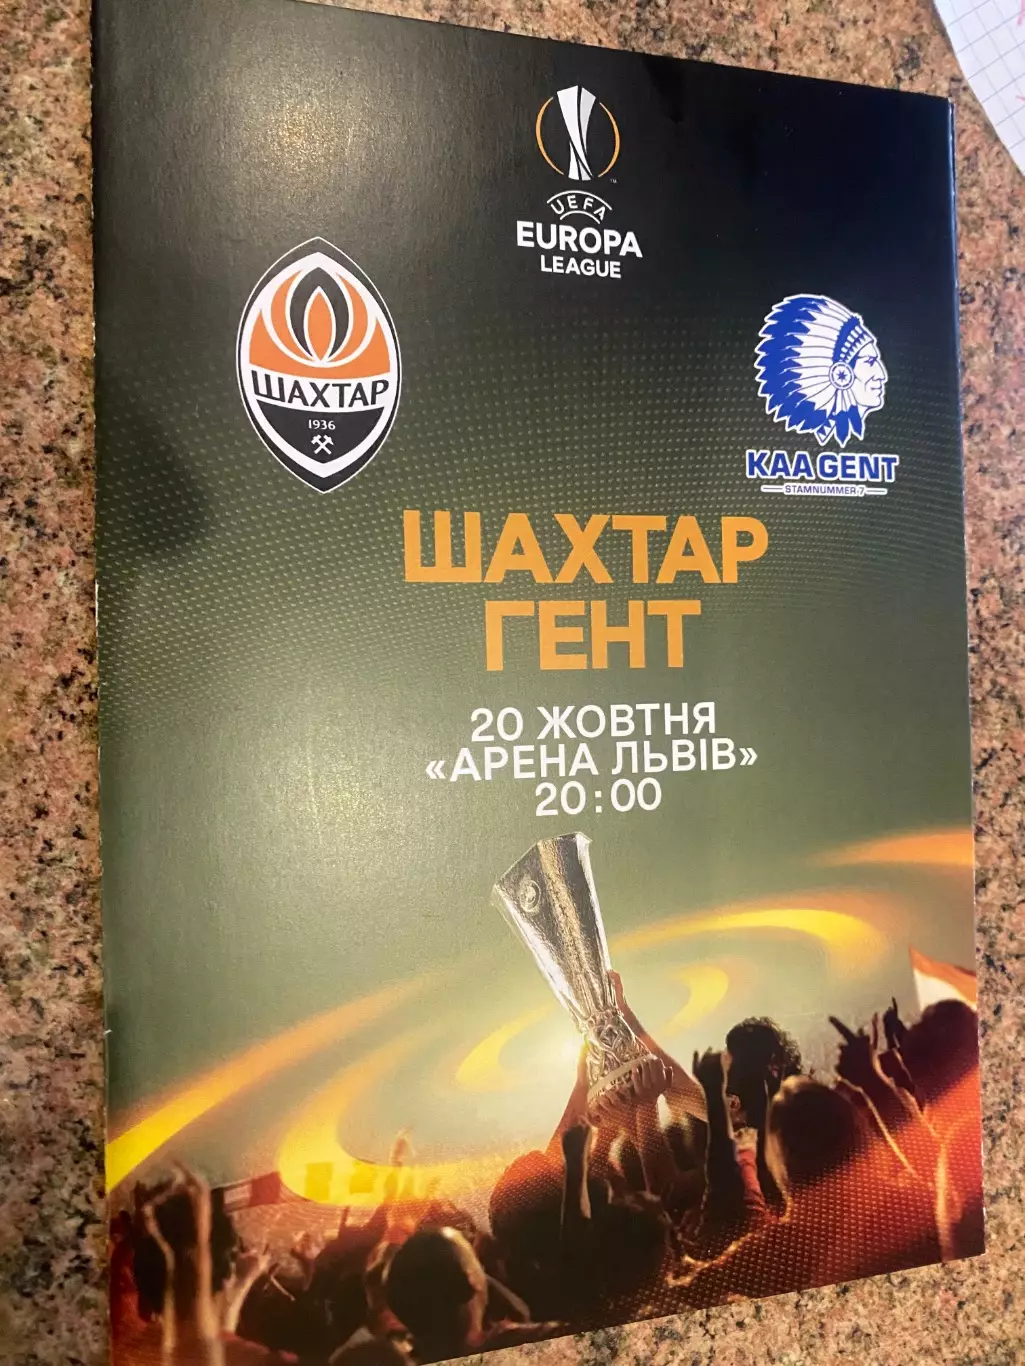 UEFA
EUROPA
LEAGUE
ШАХТАР
1936
KAA GENT
STAMNUMMER 7
ШАХТАР
ГЕНТ
20 ЖОВТНЯ
«АРЕНА ЛЬВІВ»
20:00